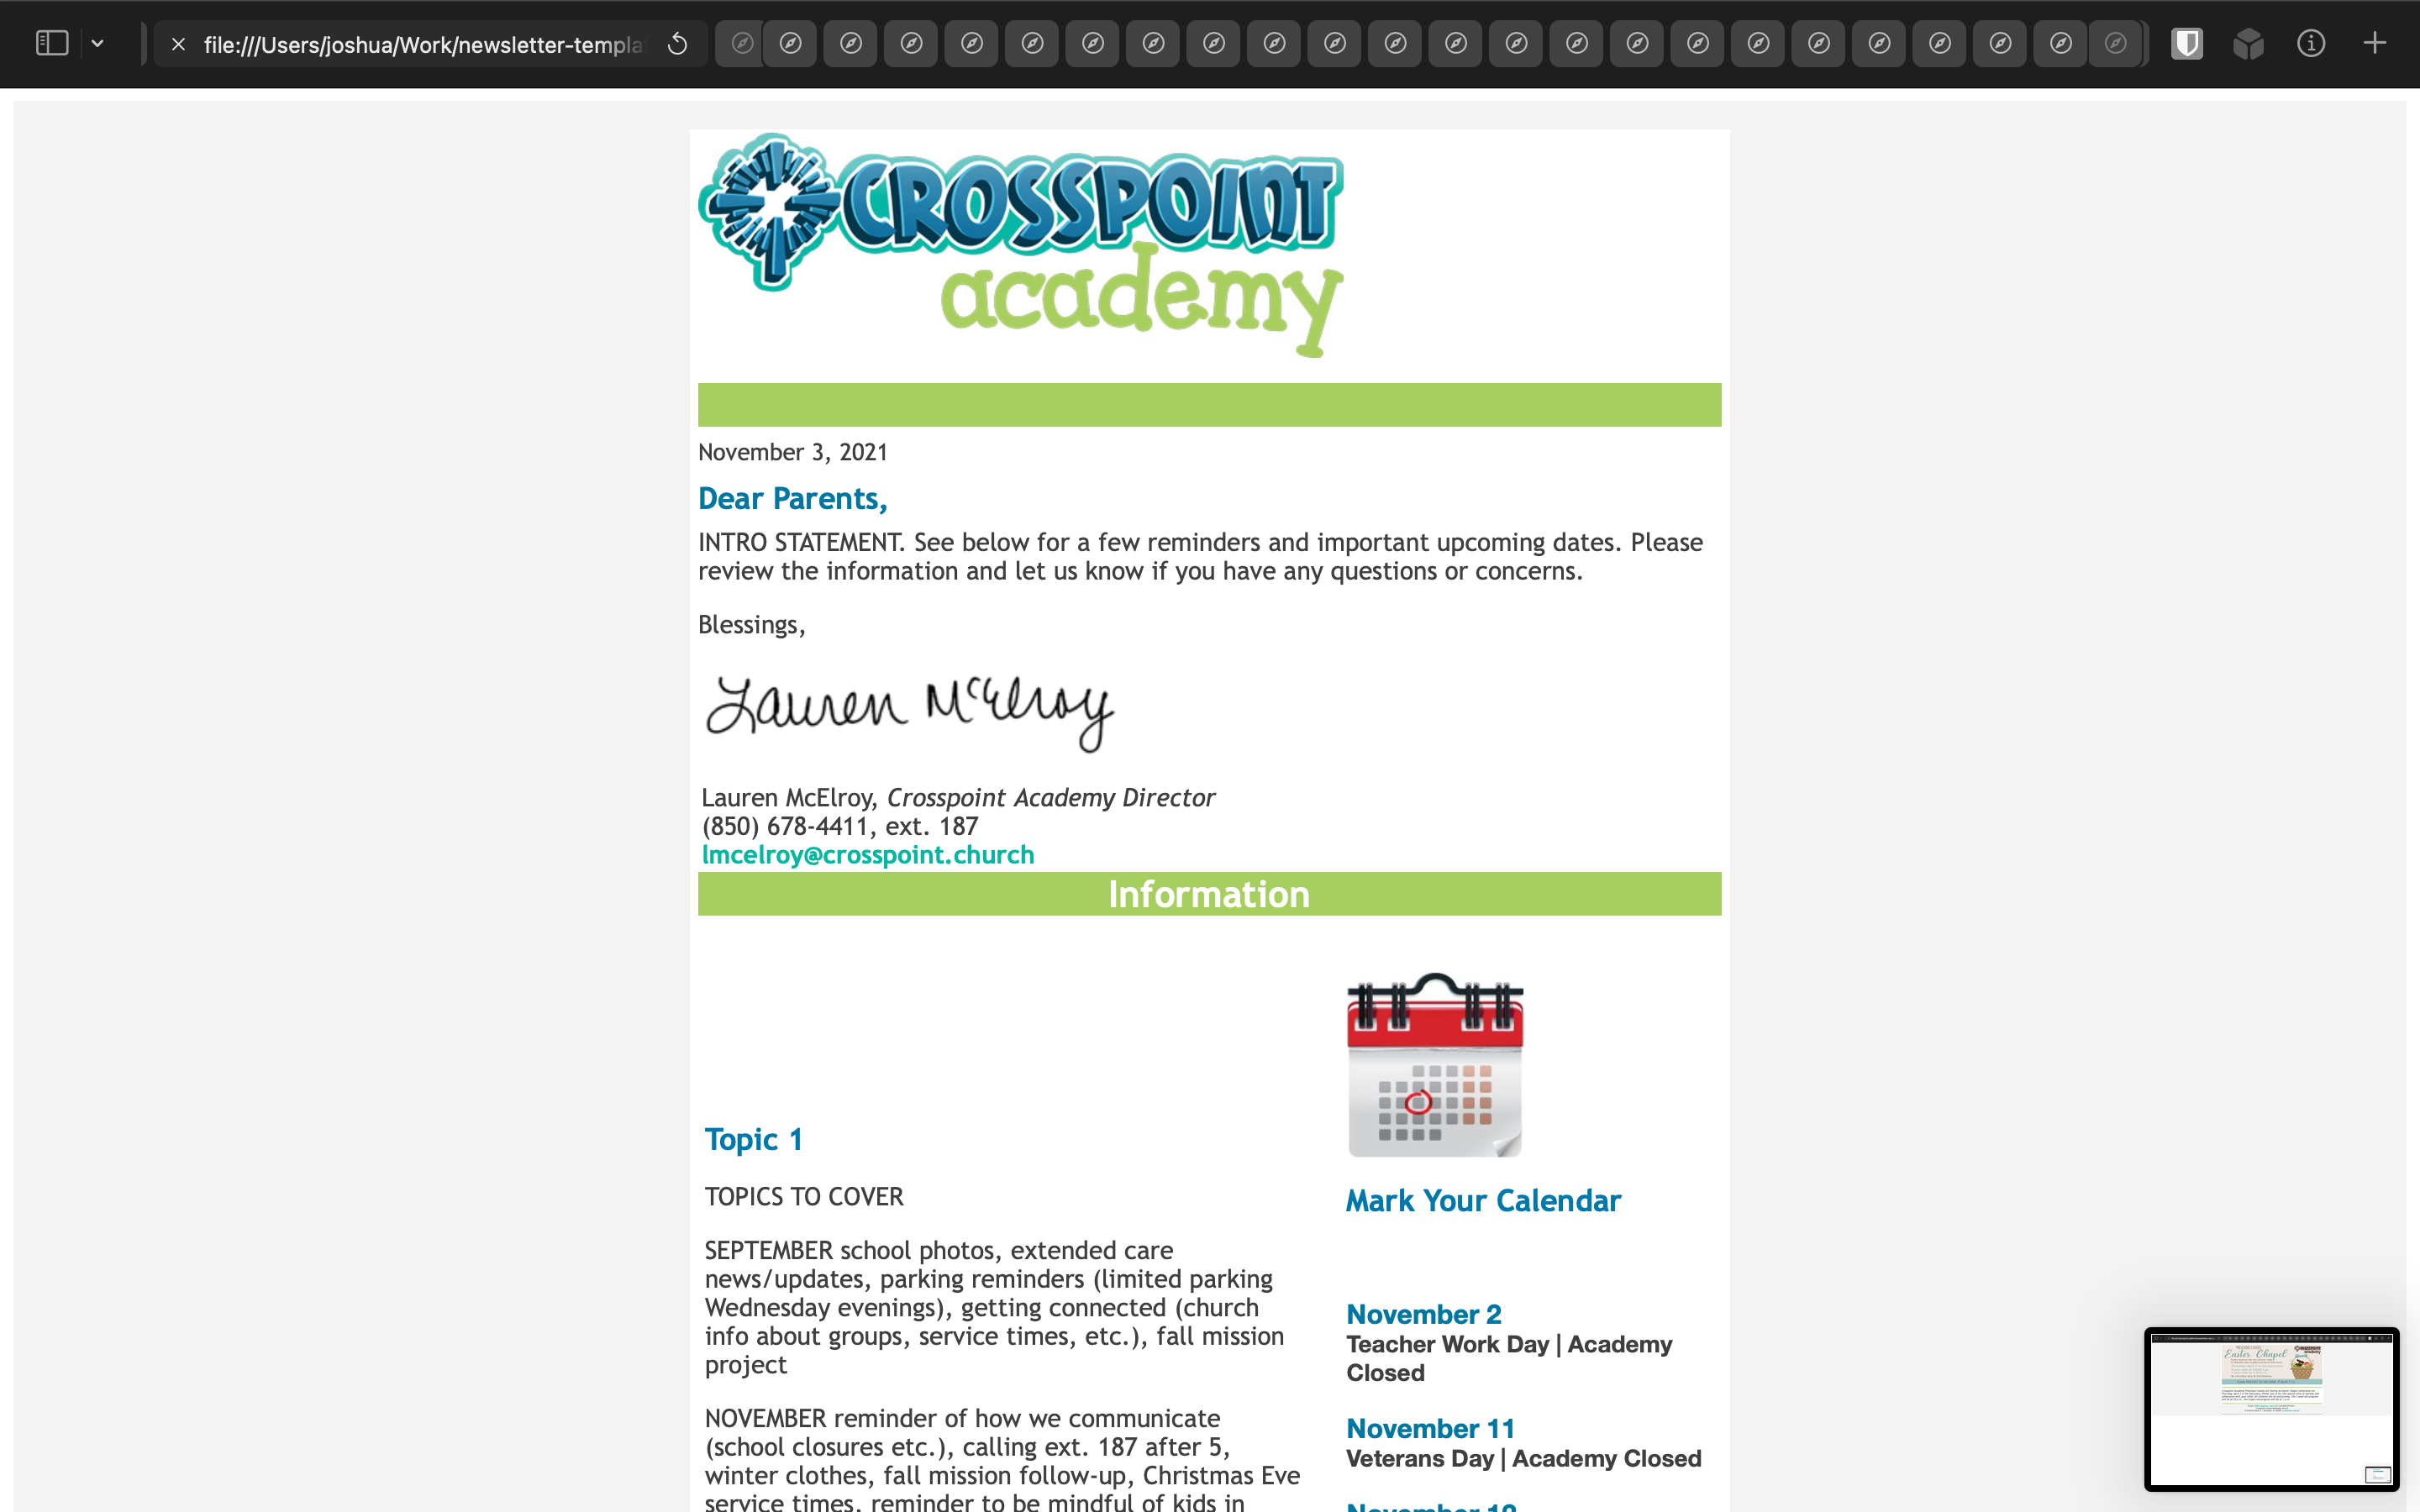 file:///Users/joshua/Work/newsletter-templa
CROSSPOINT
academy
November 3, 2021
Dear Parents,
INTRO STATEMENT. See below for a few reminders and important upcoming dates. Please
review the information and let us know if you have any questions or concerns.
Blessings,
Lauren McElroy
Lauren McElroy, Crosspoint Academy Director
(850) 678-4411, ext. 187
lmcelroy@crosspoint.church
Information
Topic 1
TOPICS TO COVER
SEPTEMBER school photos, extended care
news/updates, parking reminders (limited parking
Wednesday evenings), getting connected (church
info about groups, service times, etc.), fall mission
project
NOVEMBER reminder of how we communicate
(school closures etc.), calling ext. 187 after 5,
winter clothes, fall mission follow-up, Christmas Eve
service times, reminder to be mindful of kids in
Mark Your Calendar
November 2
Teacher Work Day | Academy
Closed
November 11
Veterans Day | Academy Closed
Easter Chapel